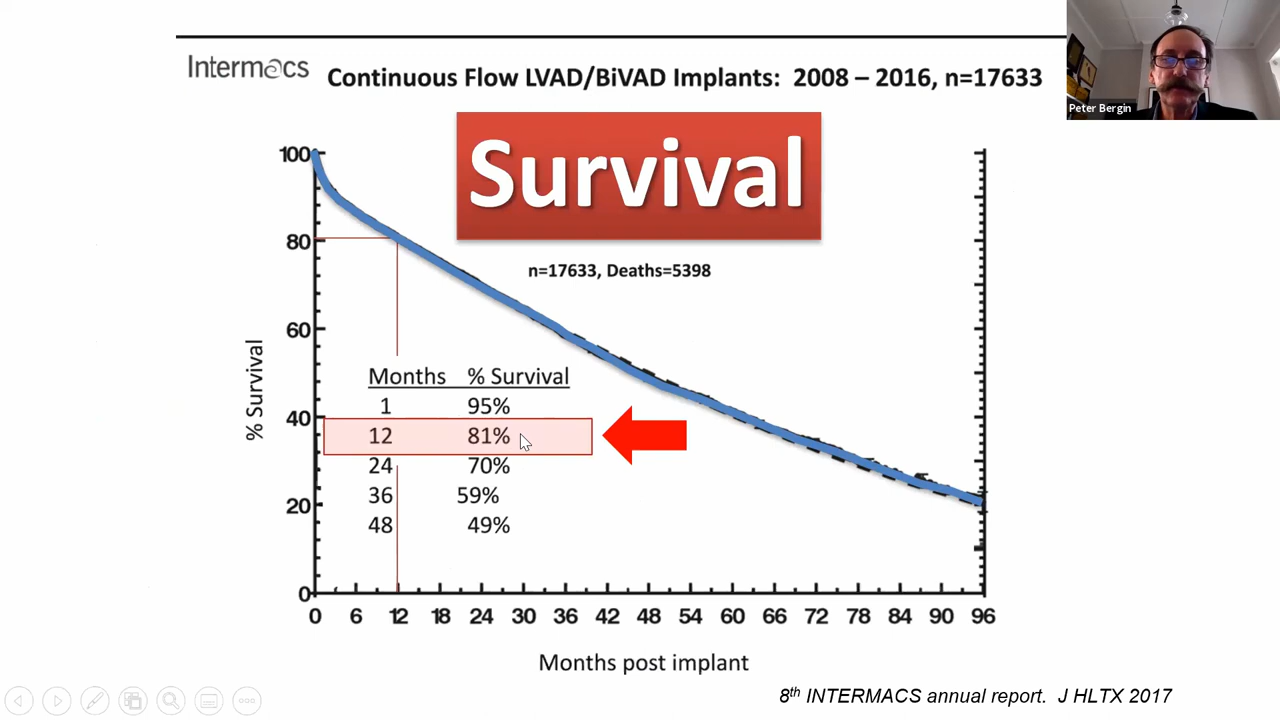 Intermacs
Continuous Flow LVAD/BiVAD Implants: 2008 – 2016, n=17633
Peter Bergin
Survival
n=17633, Deaths=5398
% Survival
100
80
60
40
20
0
Months % Survival
1 95%
12 81%
24 70%
36 59%
48 49%
0 6 12 18 24 30 36 42 48 54 60 66 72 78 84 90 96
Months post implant
8th INTERMACS annual report. J HLTX 2017